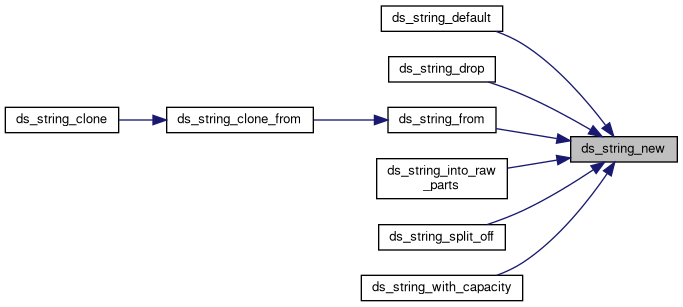 ds_string_default
ds_string_drop
ds_string_clone
ds_string_clone_from
ds_string_from
ds_string_new
ds_string_into_raw
_parts
ds_string_split_off
ds_string_with_capacity